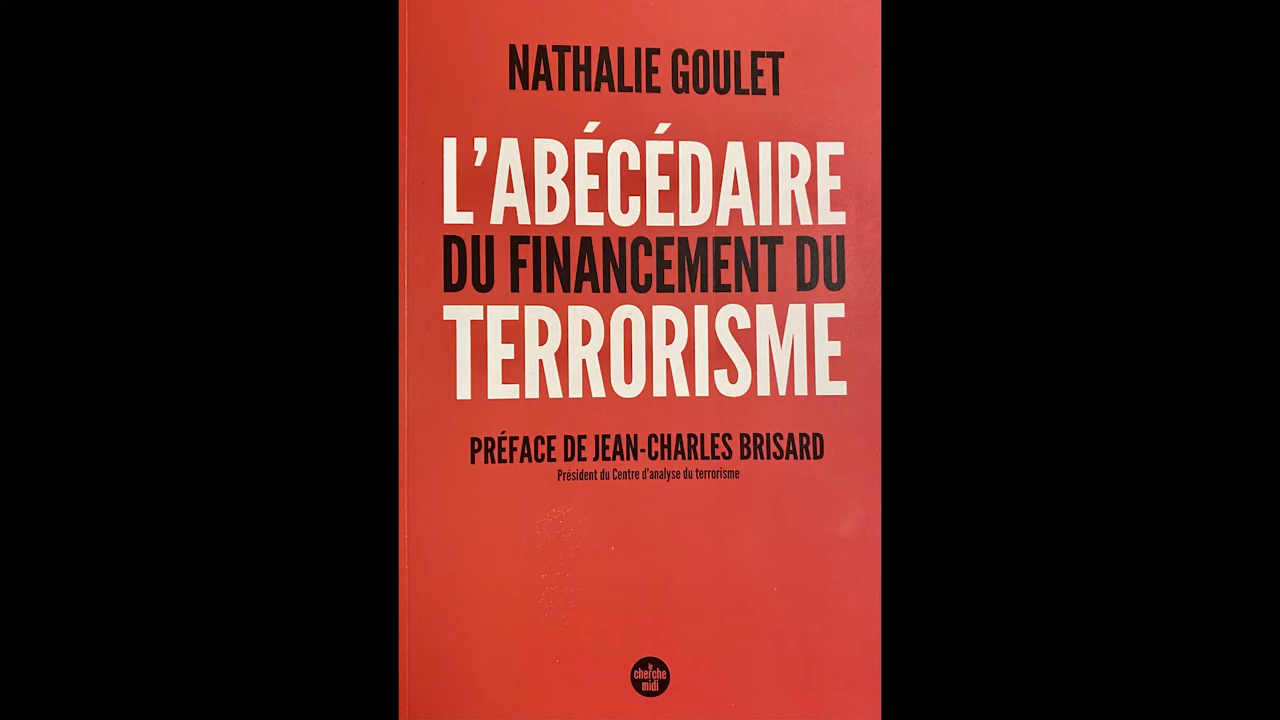 NATHALIE GOULET
L'ABÉCÉDAIRE
DU FINANCEMENT DU
TERRORISME
PRÉFACE DE JEAN-CHARLES BRISARD
Président du Centre d'analyse du terrorisme
le
cherche
midi